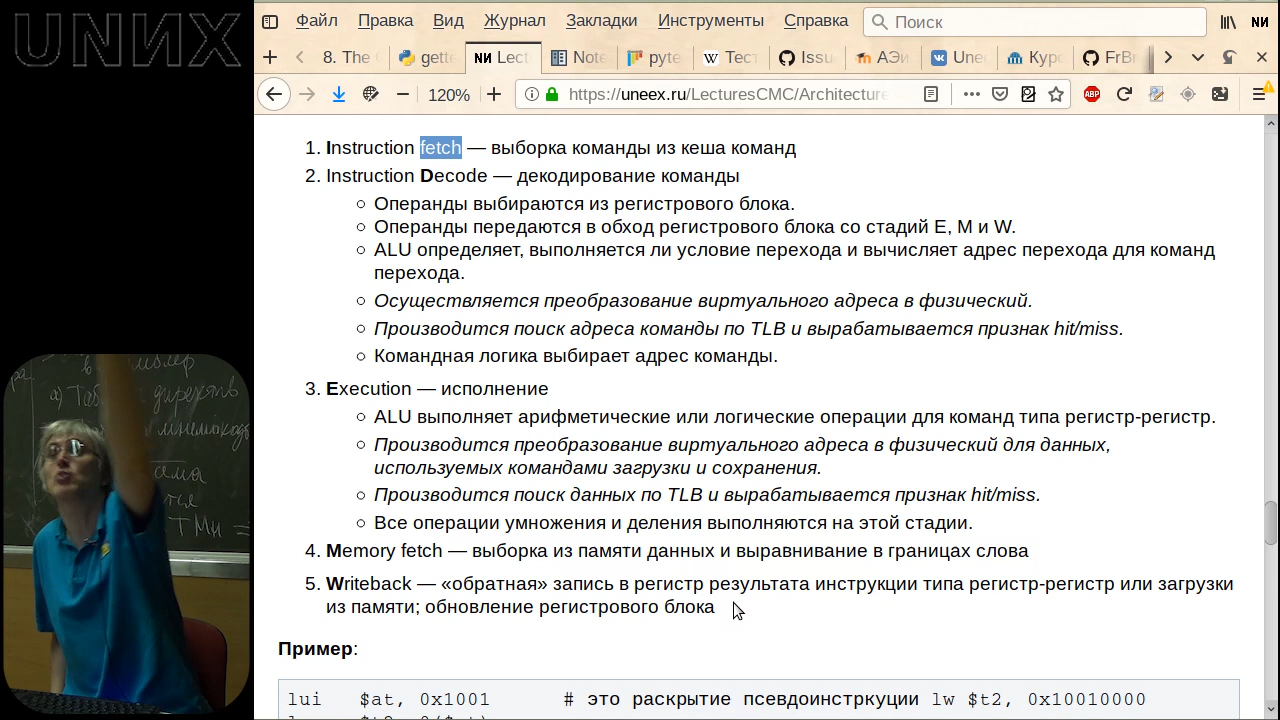 UNИX
Файл Правка Вид Журнал Закладки Инструменты Справка Поиск
8. The gette Lect Note pyte Тест Issu АЭи Unee Курс FrBr
120% https://uneex.ru/LecturesCMC/Architecture ABP
1. Instruction fetch — выборка команды из кеша команд
2. Instruction Decode — декодирование команды
Операнды выбираются из регистрового блока.
Операнды передаются в обход регистрового блока со стадий E, M и W.
ALU определяет, выполняется ли условие перехода и вычисляет адрес перехода для команд
перехода.
Осуществляется преобразование виртуального адреса в физический.
Производится поиск адреса команды по TLB и вырабатывается признак hit/miss.
Командная логика выбирает адрес команды.
3. Execution — исполнение
ALU выполняет арифметические или логические операции для команд типа регистр-регистр.
Производится преобразование виртуального адреса в физический для данных,
используемых командами загрузки и сохранения.
Производится поиск данных по TLB и вырабатывается признак hit/miss.
Все операции умножения и деления выполняются на этой стадии.
4. Memory fetch — выборка из памяти данных и выравнивание в границах слова
5. Writeback — «обратная» запись в регистр результата инструкции типа регистр-регистр или загрузки
из памяти; обновление регистрового блока
Пример:
lui $at, 0x1001 # это раскрытие псевдоинстркуции lw $t2, 0x10010000